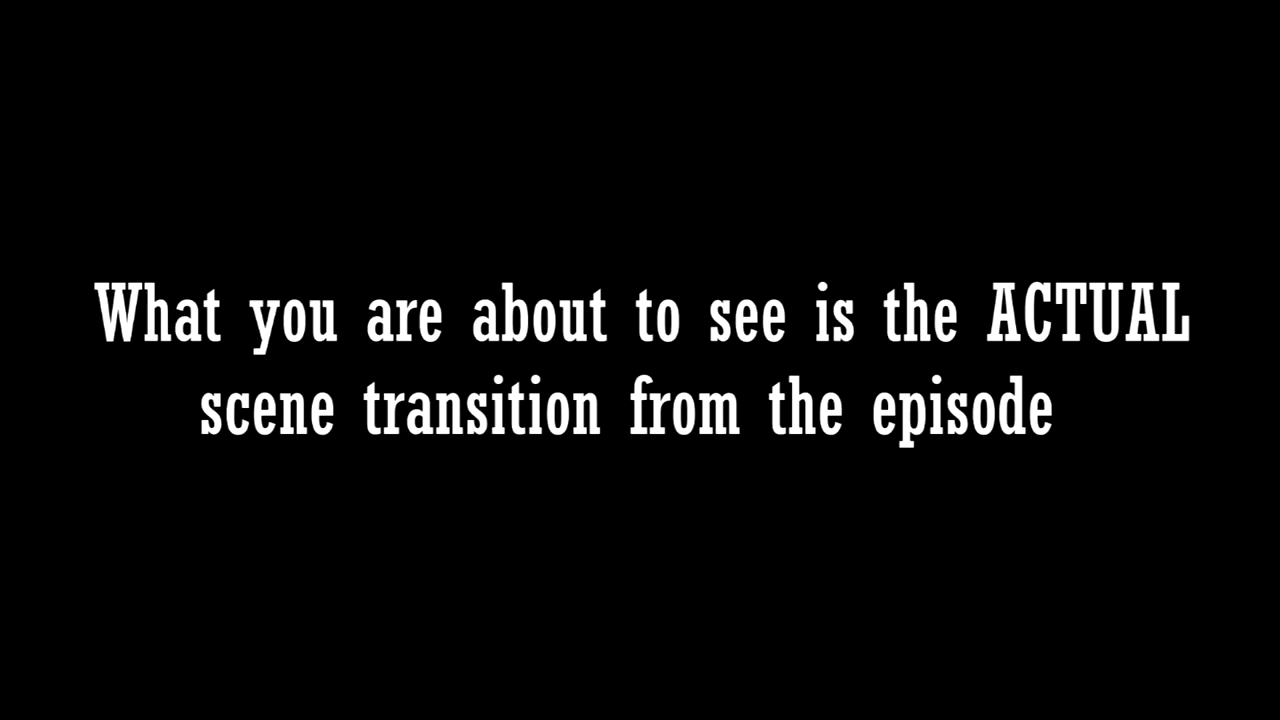 What you are about to see is the ACTUAL
scene transition from the episode